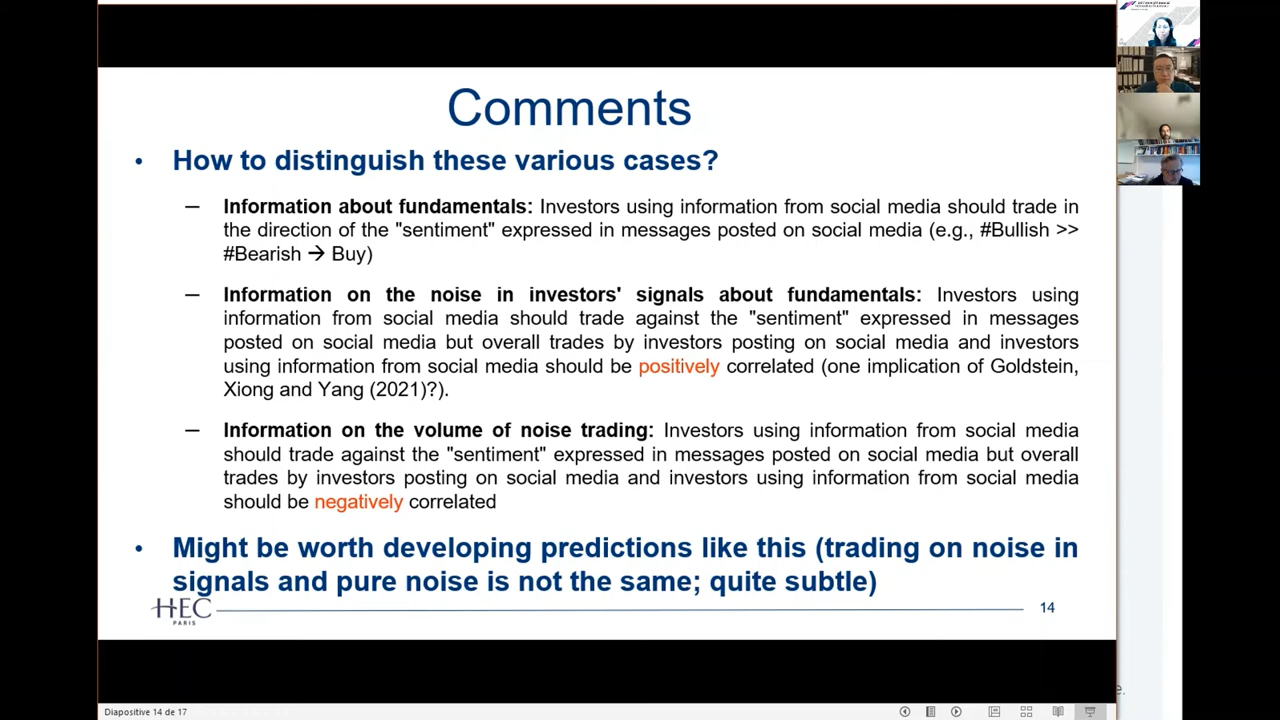 Comments
• How to distinguish these various cases?
– Information about fundamentals: Investors using information from social media should trade in
the direction of the "sentiment" expressed in messages posted on social media (e.g., #Bullish >>
#Bearish → Buy)
– Information on the noise in investors' signals about fundamentals: Investors using
information from social media should trade against the "sentiment" expressed in messages
posted on social media but overall trades by investors posting on social media and investors
using information from social media should be positively correlated (one implication of Goldstein,
Xiong and Yang (2021)?).
– Information on the volume of noise trading: Investors using information from social media
should trade against the "sentiment" expressed in messages posted on social media but overall
trades by investors posting on social media and investors using information from social media
should be negatively correlated
• Might be worth developing predictions like this (trading on noise in
signals and pure noise is not the same; quite subtle)
HEC
PARIS
14
Diapositive 14 de 17